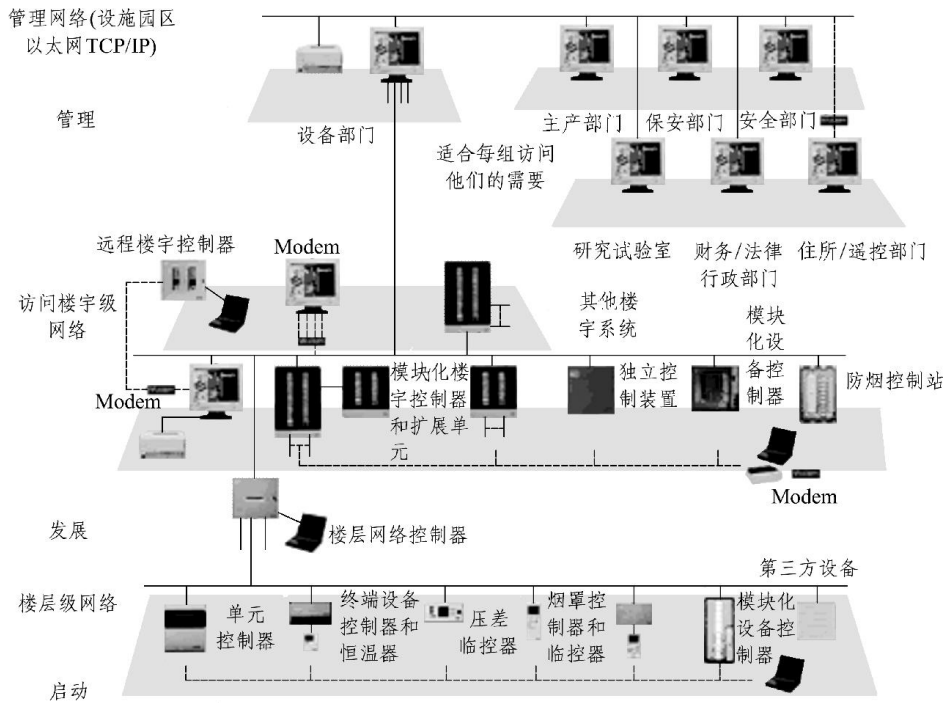 管理网络(设施园区
以太网TCP/IP)
管理
设备部门
主产部门
保安部门
安全部门
适合每组访问
他们的需要
研究试验室
财务/法律
行政部门
住所/遥控部门
远程楼宇控制器
Modem
访问楼宇级
网络
其他楼
宇系统
模块
化设
备控
制器
Modem
模块化楼
宇控制器
和扩展单
元
独立控
制装置
防烟控制站
Modem
发展
楼层网络控制器
第三方设备
楼层级网络
单元
控制器
终端设备
控制器和
恒温器
压差
临控器
烟罩控
制器和
临控器
模块化
设备控
制器
启动